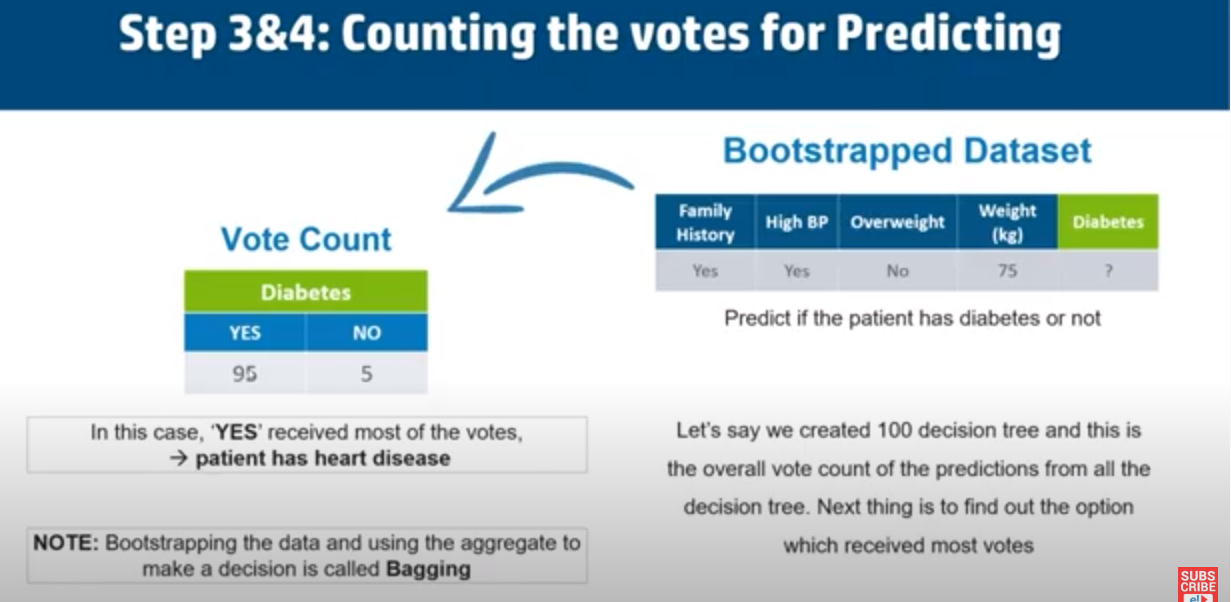 Step 3&4: Counting the votes for Predicting
Bootstrapped Dataset
Family History | High BP | Overweight | Weight (kg) | Diabetes
Yes | Yes | No | 75 | ?
Predict if the patient has diabetes or not
Vote Count
Diabetes
YES | NO
95 | 5
In this case, ‘YES’ received most of the votes,
→ patient has heart disease
NOTE: Bootstrapping the data and using the aggregate to
make a decision is called Bagging
Let's say we created 100 decision tree and this is
the overall vote count of the predictions from all the
decision tree. Next thing is to find out the option
which received most votes
SUBS
CRIBE